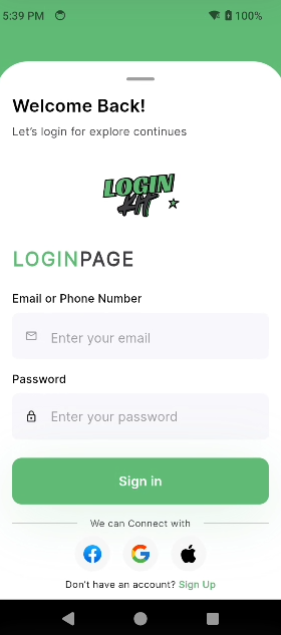 5:39 PM 100%
Welcome Back!
Let's login for explore continues
LOGIN
KIT
LOGINPAGE
Email or Phone Number
Enter your email
Password
Enter your password
Sign in
We can Connect with
Don't have an account? Sign Up